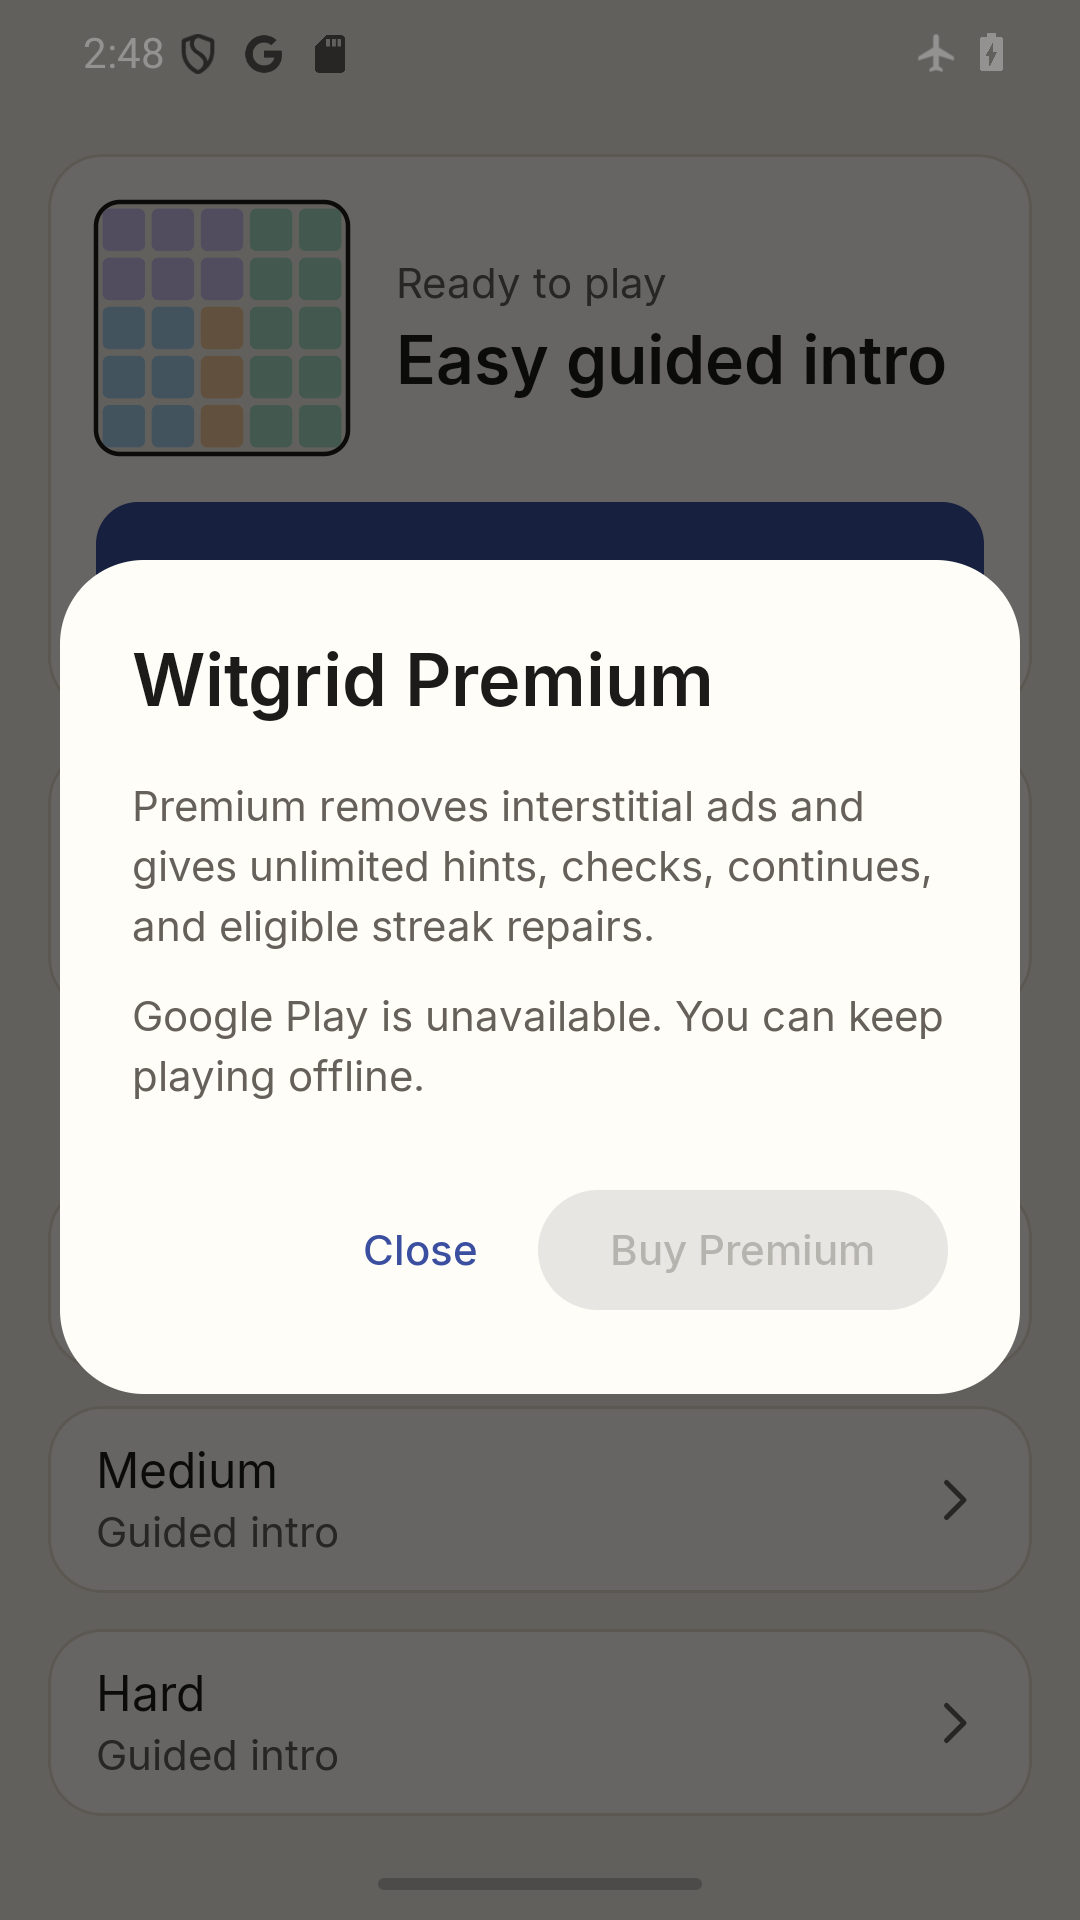 2:48
Ready to play
Easy guided intro
Witgrid Premium
Premium removes interstitial ads and
gives unlimited hints, checks, continues,
and eligible streak repairs.
Google Play is unavailable. You can keep
playing offline.
Close
Buy Premium
Medium
Guided intro
Hard
Guided intro